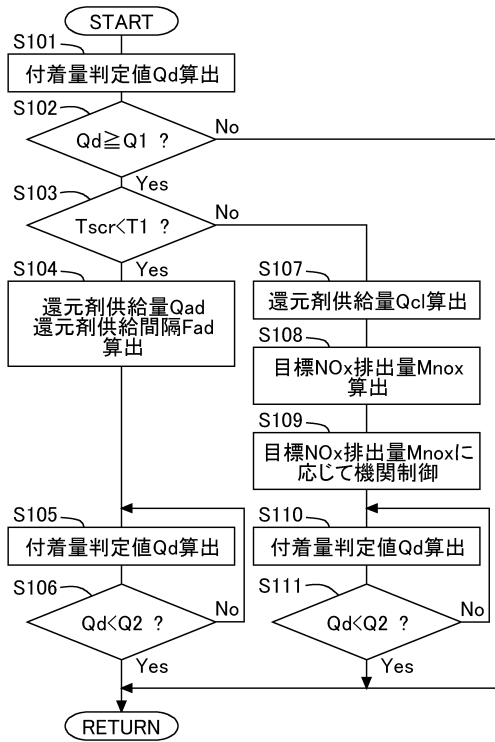 START
S101
付着量判定値Qd算出
S102
Qd≧Q1 ?
No
Yes
S103
Tscr<T1 ?
No
Yes
S104
還元剤供給量Qad
還元剤供給間隔Fad
算出
S107
還元剤供給量Qcl算出
S108
目標NOx排出量Mnox
算出
S109
目標NOx排出量Mnoxに
応じて機関制御
S105
付着量判定値Qd算出
S110
付着量判定値Qd算出
S106
Qd<Q2 ?
No
Yes
S111
Qd<Q2 ?
No
Yes
RETURN